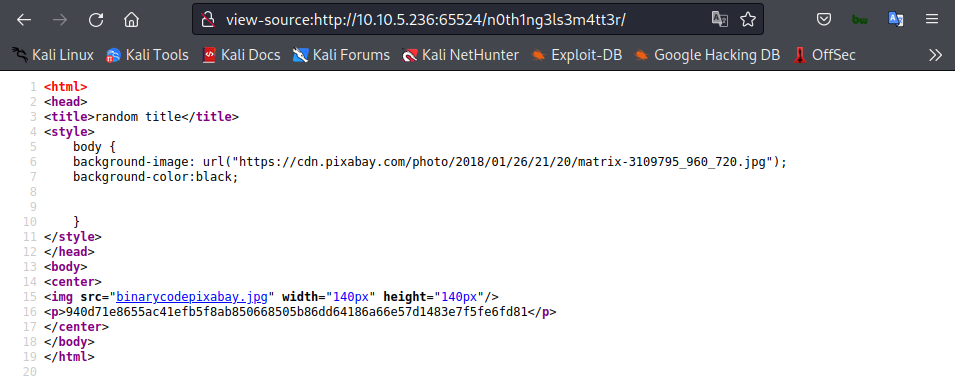 view-source:http://10.10.5.236:65524/n0th1ng3ls3m4tt3r/
Kali Linux Kali Tools Kali Docs Kali Forums Kali NetHunter Exploit-DB Google Hacking DB OffSec
1 <html>
2 <head>
3 <title>random title</title>
4 <style>
5 body {
6 background-image: url("https://cdn.pixabay.com/photo/2018/01/26/21/20/matrix-3109795_960_720.jpg");
7 background-color:black;
8
9
10 }
11 </style>
12 </head>
13 <body>
14 <center>
15 <img src="binarycodepixabay.jpg" width="140px" height="140px"/>
16 <p>940d71e8655ac41efb5f8ab850668505b86dd64186a66e57d1483e7f5fe6fd81</p>
17 </center>
18 </body>
19 </html>
20